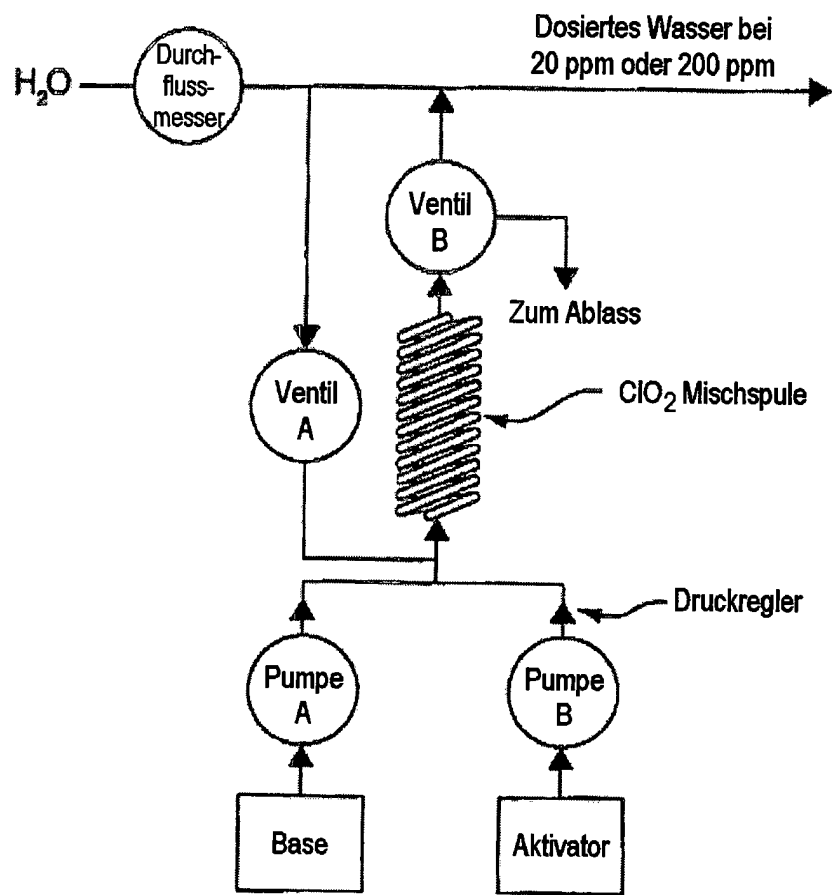 Dosiertes Wasser bei
20 ppm oder 200 ppm
H₂O
Durch-
fluss-
messer
Ventil
B
Zum Ablass
Ventil
A
ClO₂ Mischspule
Druckregler
Pumpe
A
Pumpe
B
Base
Aktivator